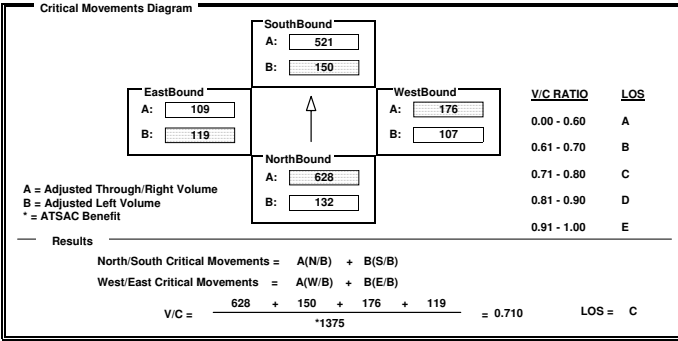 Critical Movements Diagram
SouthBound
A: 521
B: 150
EastBound
A: 109
B: 119
WestBound
A: 176
B: 107
V/C RATIO LOS
0.00 - 0.60 A
0.61 - 0.70 B
0.71 - 0.80 C
0.81 - 0.90 D
0.91 - 1.00 E
NorthBound
A: 628
B: 132
A = Adjusted Through/Right Volume
B = Adjusted Left Volume
* = ATSAC Benefit
Results
North/South Critical Movements = A(N/B) + B(S/B)
West/East Critical Movements = A(W/B) + B(E/B)
V/C = 628 + 150 + 176 + 119 = 0.710 LOS = C
*1375